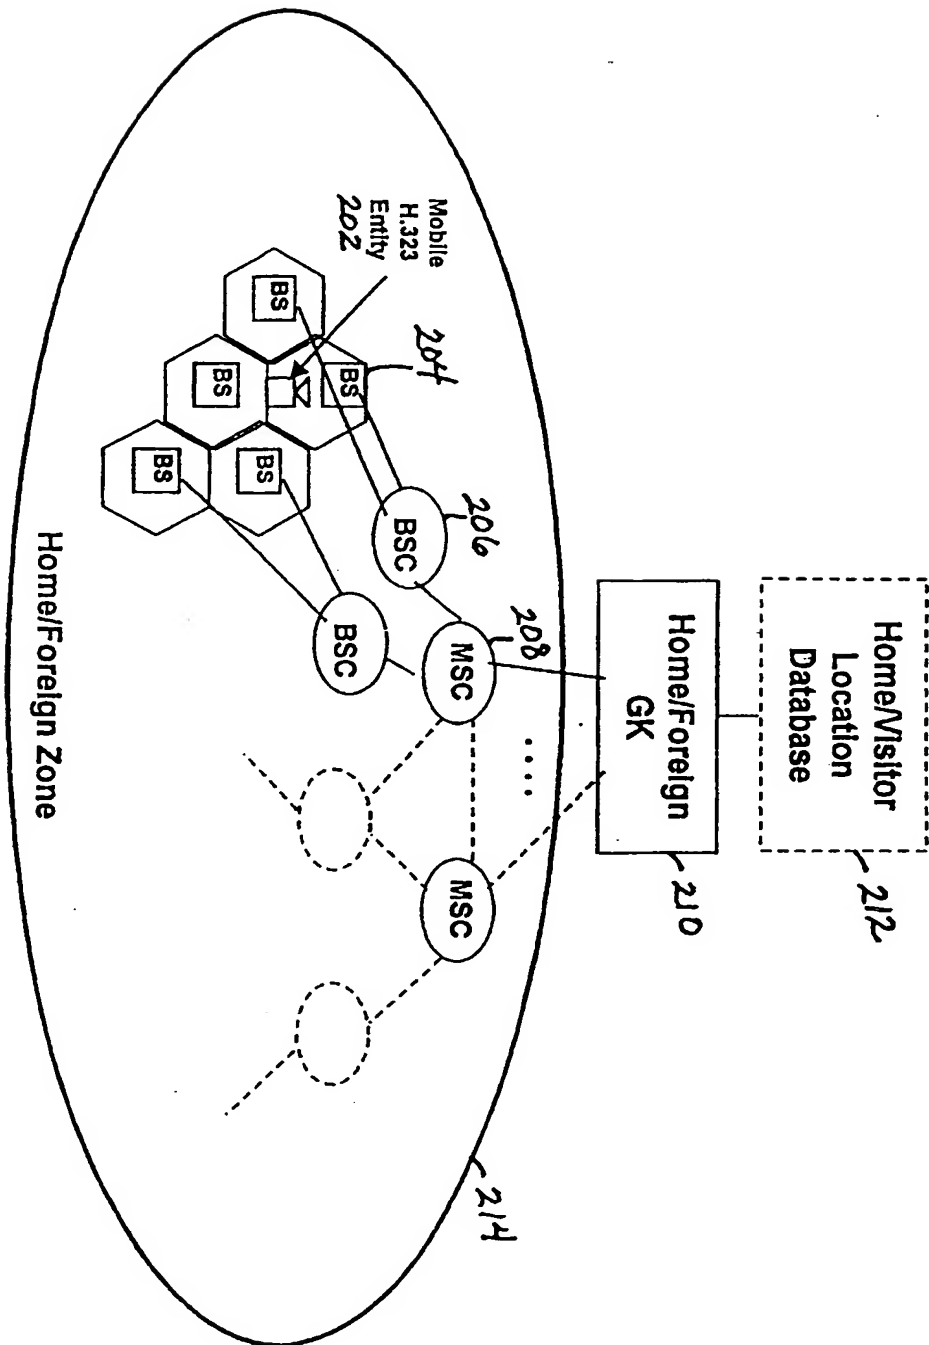 Home/Visitor
Location
Database
212
Home/Foreign
GK
210
....
208
MSC
MSC
206
BSC
BSC
204
Mobile
H.323
Entity
202
BS
BS
BS
BS
BS
214
Home/Foreign Zone